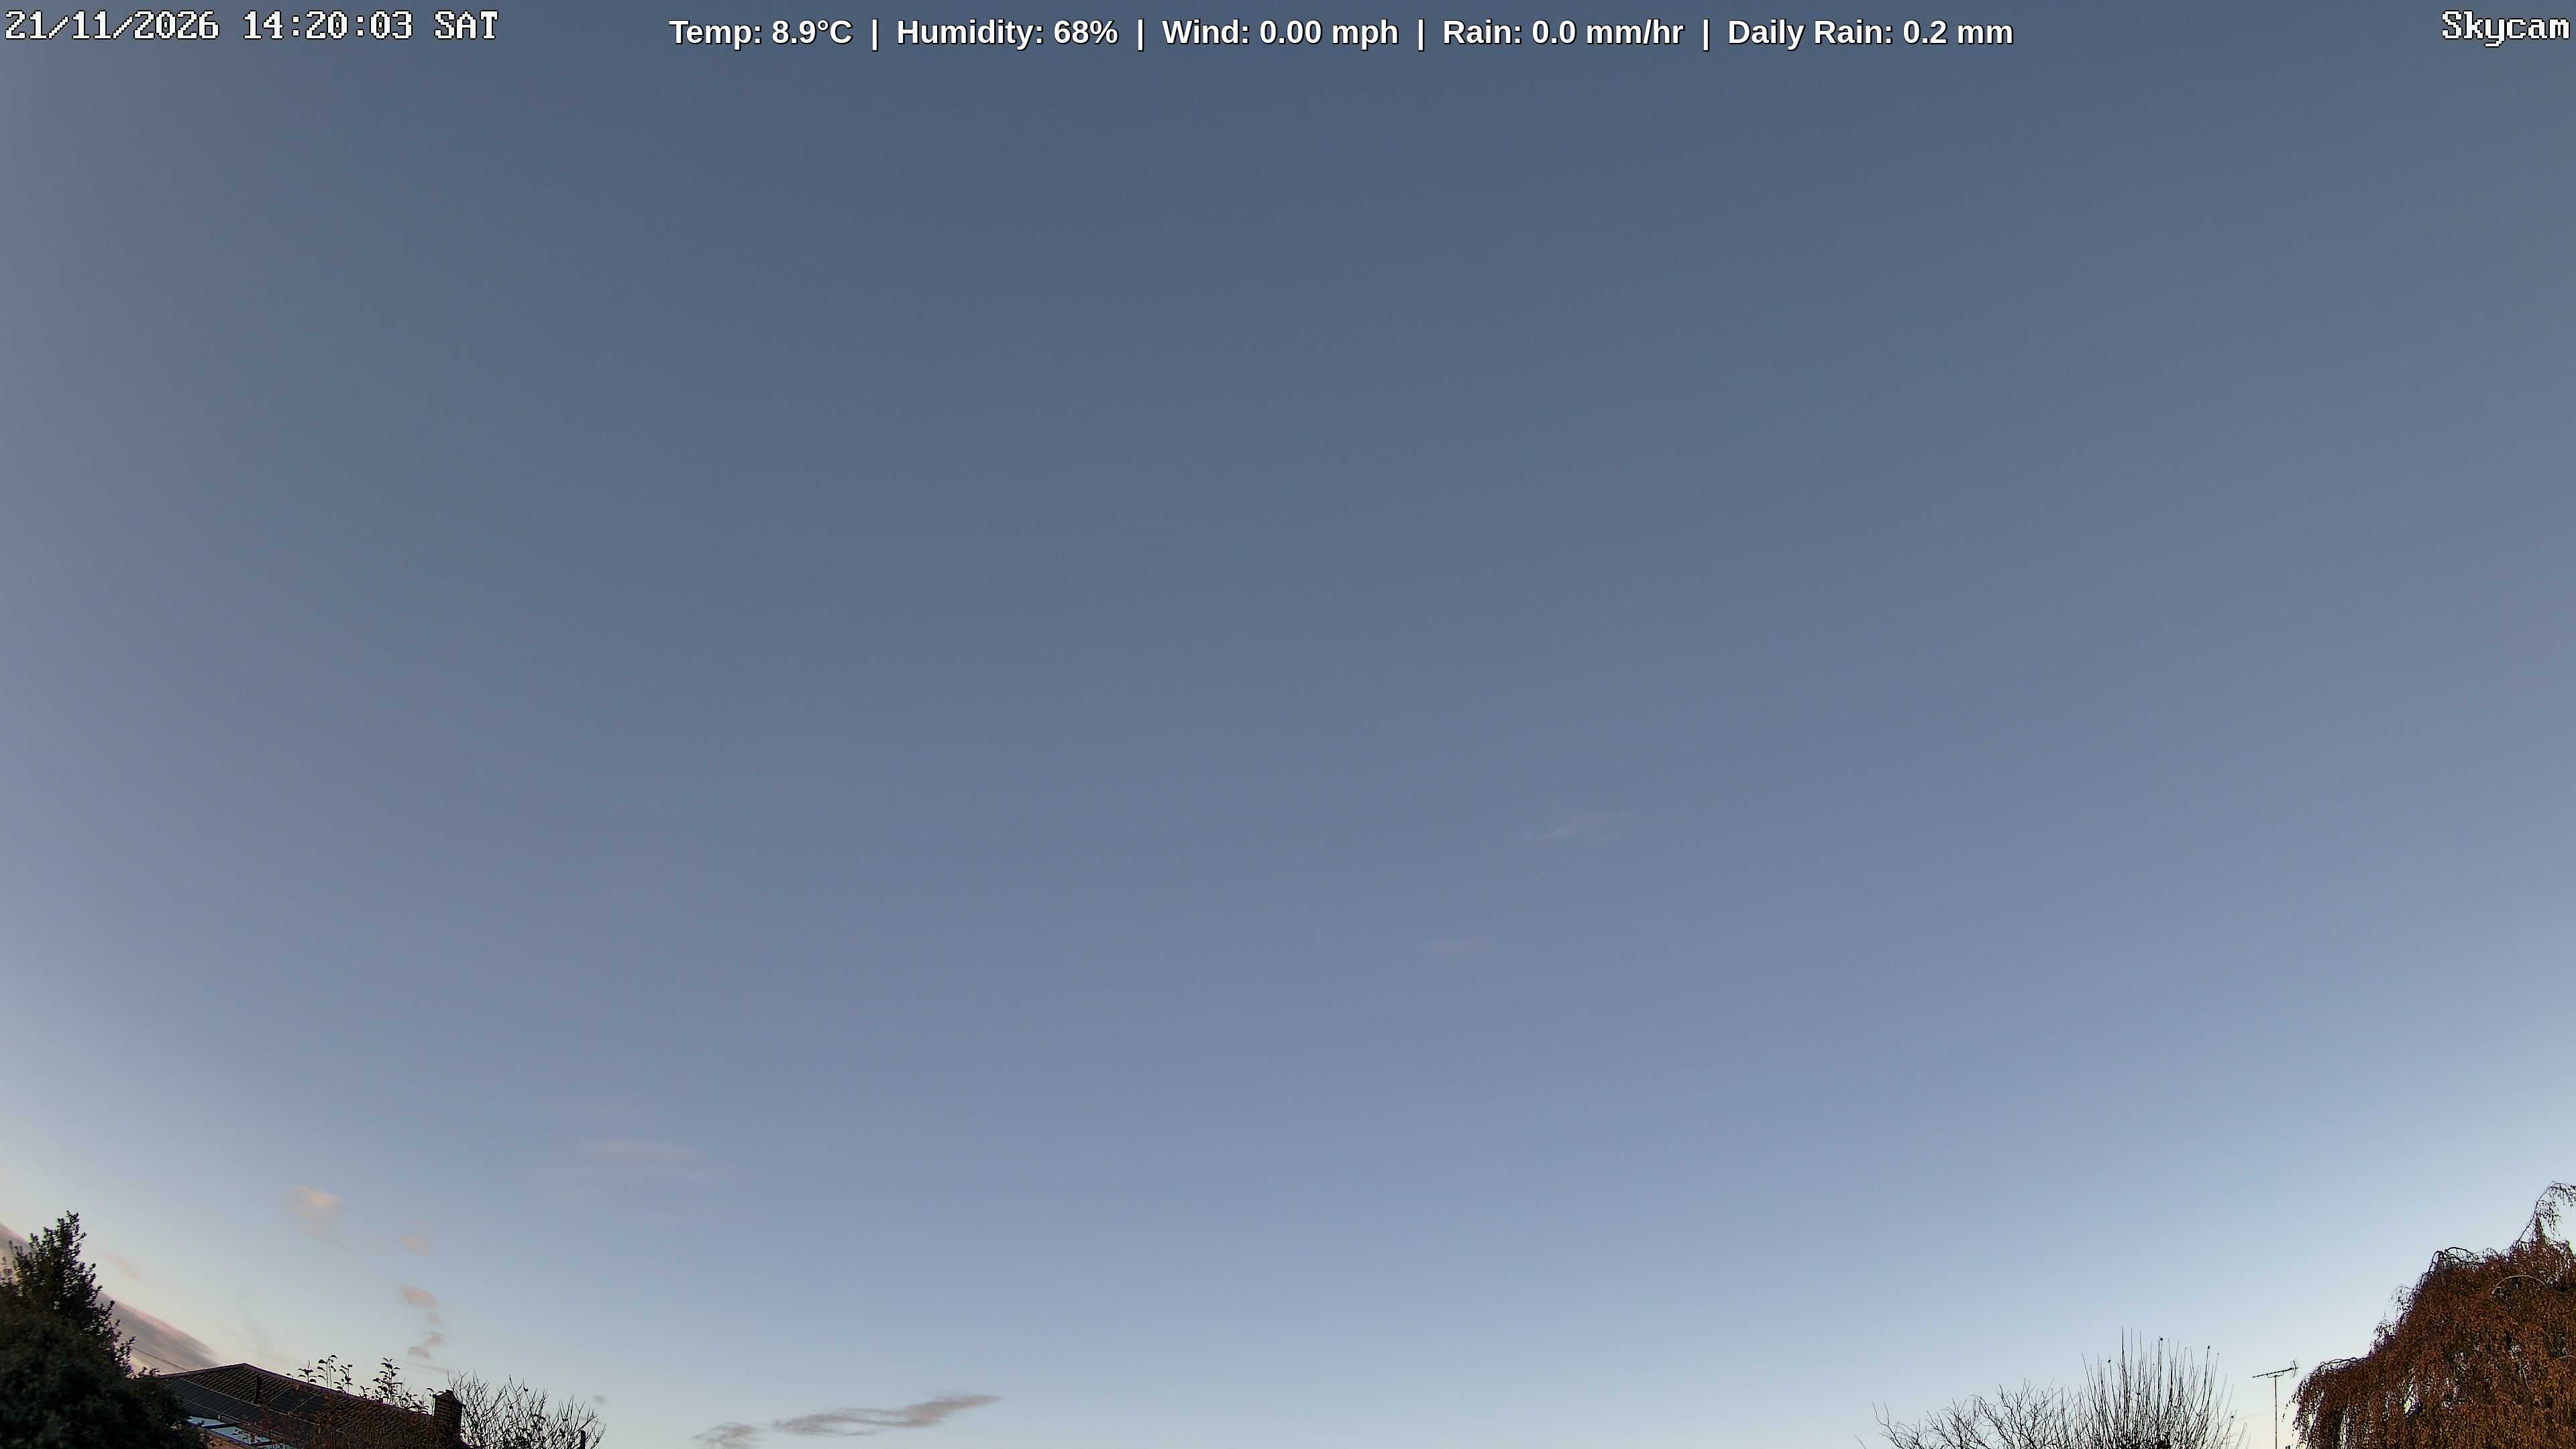 21/11/2026 14:20:03 SAT
Temp: 8.9°C | Humidity: 68% | Wind: 0.00 mph | Rain: 0.0 mm/hr | Daily Rain: 0.2 mm
Skycam